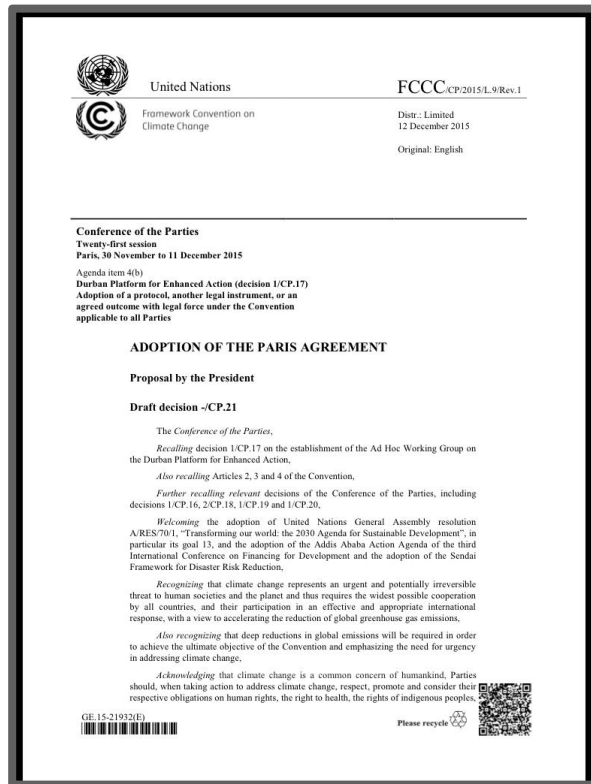 United Nations
FCCC/CP/2015/L.9/Rev.1
Framework Convention on
Climate Change
Distr.: Limited
12 December 2015
Original: English
Conference of the Parties
Twenty-first session
Paris, 30 November to 11 December 2015
Agenda item 4(b)
Durban Platform for Enhanced Action (decision 1/CP.17)
Adoption of a protocol, another legal instrument, or an
agreed outcome with legal force under the Convention
applicable to all Parties
ADOPTION OF THE PARIS AGREEMENT
Proposal by the President
Draft decision -/CP.21
The Conference of the Parties,
Recalling decision 1/CP.17 on the establishment of the Ad Hoc Working Group on
the Durban Platform for Enhanced Action,
Also recalling Articles 2, 3 and 4 of the Convention,
Further recalling relevant decisions of the Conference of the Parties, including
decisions 1/CP.16, 2/CP.18, 1/CP.19 and 1/CP.20,
Welcoming the adoption of United Nations General Assembly resolution
A/RES/70/1, “Transforming our world: the 2030 Agenda for Sustainable Development”, in
particular its goal 13, and the adoption of the Addis Ababa Action Agenda of the third
International Conference on Financing for Development and the adoption of the Sendai
Framework for Disaster Risk Reduction,
Recognizing that climate change represents an urgent and potentially irreversible
threat to human societies and the planet and thus requires the widest possible cooperation
by all countries, and their participation in an effective and appropriate international
response, with a view to accelerating the reduction of global greenhouse gas emissions,
Also recognizing that deep reductions in global emissions will be required in order
to achieve the ultimate objective of the Convention and emphasizing the need for urgency
in addressing climate change,
Acknowledging that climate change is a common concern of humankind, Parties
should, when taking action to address climate change, respect, promote and consider their
respective obligations on human rights, the right to health, the rights of indigenous peoples,
GE.15-21932(E)
Please recycle